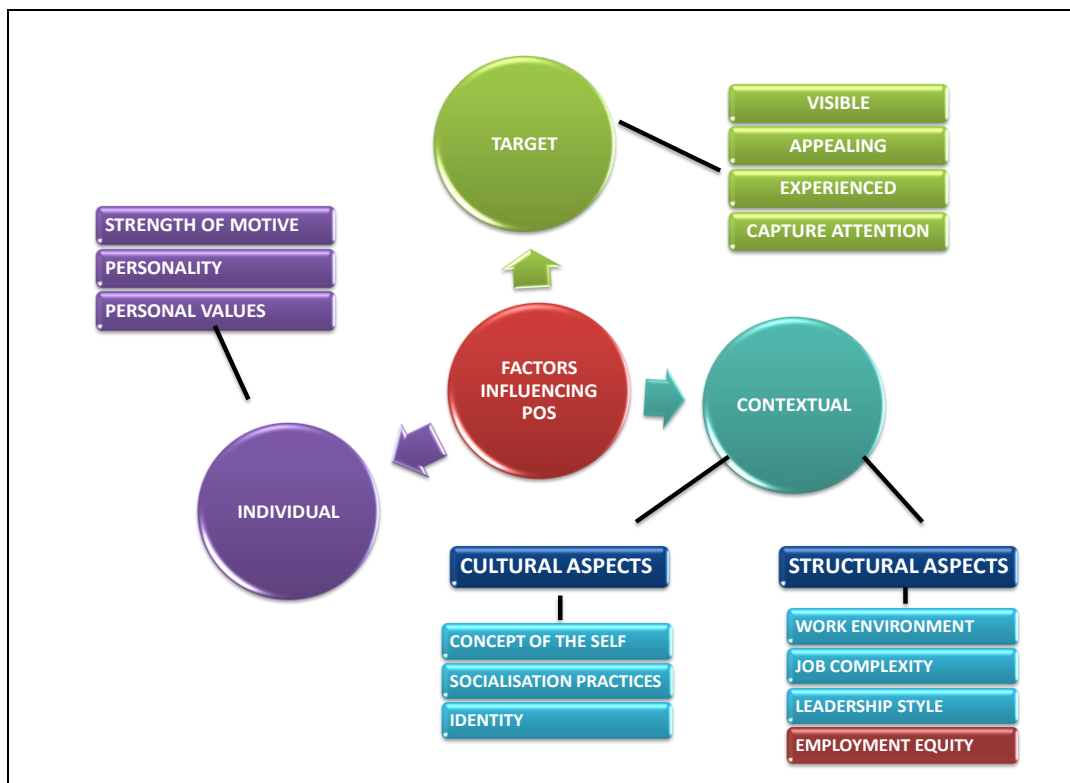 TARGET
VISIBLE
APPEALING
EXPERIENCED
CAPTURE ATTENTION
STRENGTH OF MOTIVE
PERSONALITY
PERSONAL VALUES
FACTORS
INFLUENCING
POS
CONTEXTUAL
INDIVIDUAL
CULTURAL ASPECTS
CONCEPT OF THE SELF
SOCIALISATION PRACTICES
IDENTITY
STRUCTURAL ASPECTS
WORK ENVIRONMENT
JOB COMPLEXITY
LEADERSHIP STYLE
EMPLOYMENT EQUITY